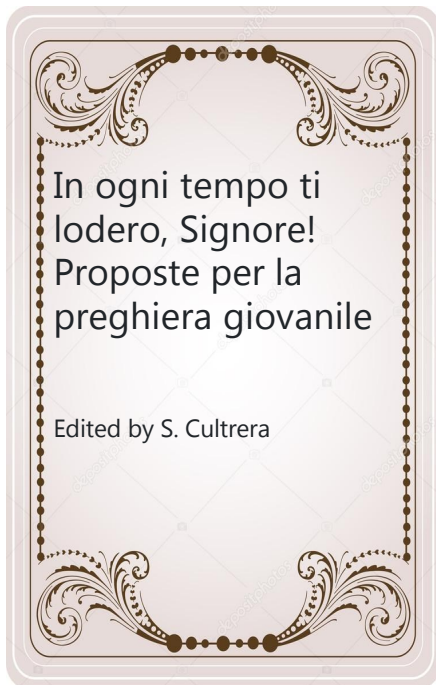 In ogni tempo ti
lodero, Signore!
Proposte per la
preghiera giovanile
Edited by S. Cultrera